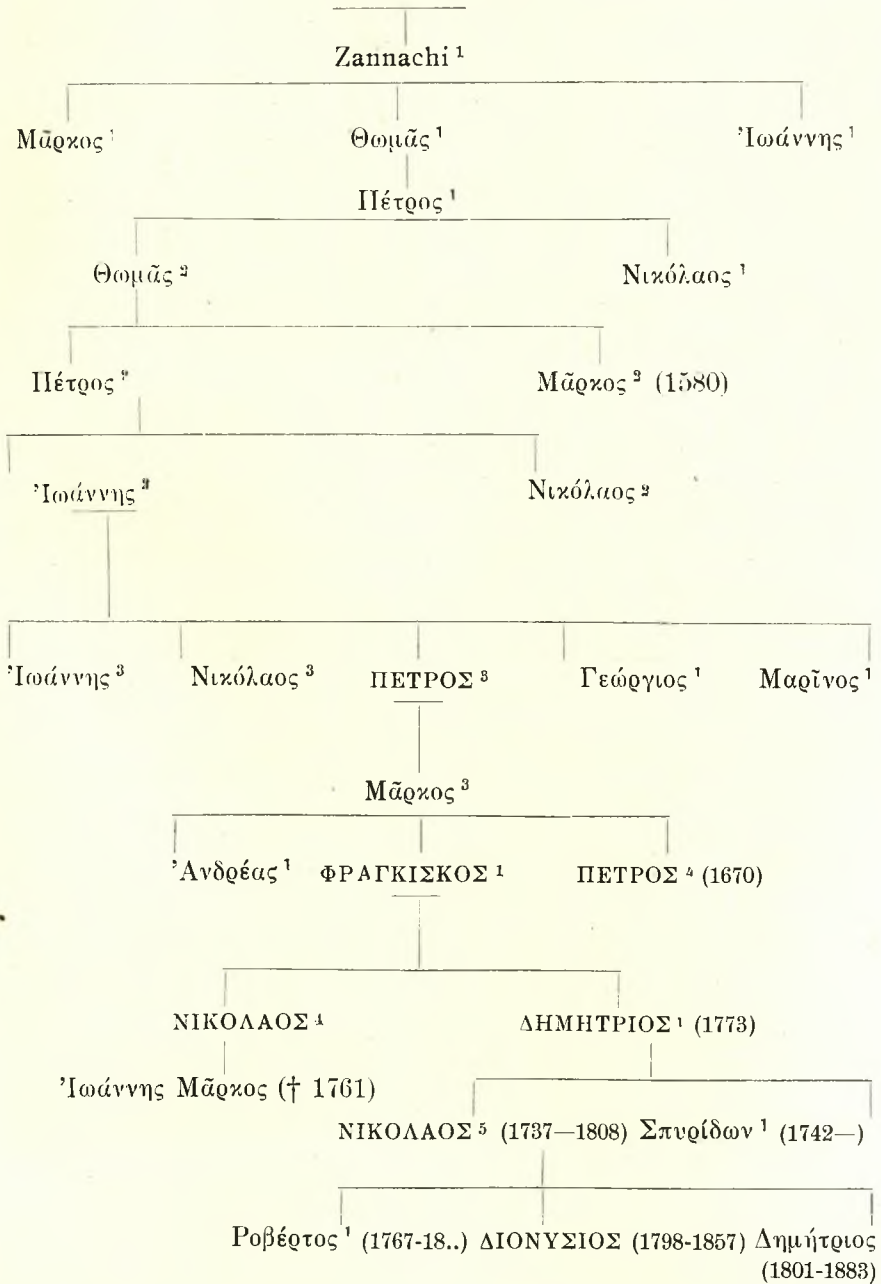 Zannachi ¹
Μᾶρκος ¹ Θωμᾶς ¹ Ἰωάννης ¹
Πέτρος ¹
Θωμᾶς ² Νικόλαος ¹
Πέτρος ² Μᾶρκος ² (1580)
Ἰωάννης ² Νικόλαος ²
Ἰωάννης ³ Νικόλαος ³ ΠΕΤΡΟΣ ³ Γεώργιος ¹ Μαρῖνος ¹
Μᾶρκος ³
Ἀνδρέας ¹ ΦΡΑΓΚΙΣΚΟΣ ¹ ΠΕΤΡΟΣ ⁴ (1670)
ΝΙΚΟΛΑΟΣ ⁴ ΔΗΜΗΤΡΙΟΣ ¹ (1773)
Ἰωάννης Μᾶρκος († 1761)
ΝΙΚΟΛΑΟΣ ⁵ (1737—1808) Σπυρίδων ¹ (1742—)
Ροβέρτος ¹ (1767-18..) ΔΙΟΝΥΣΙΟΣ (1798-1857) Δημήτριος
(1801-1883)